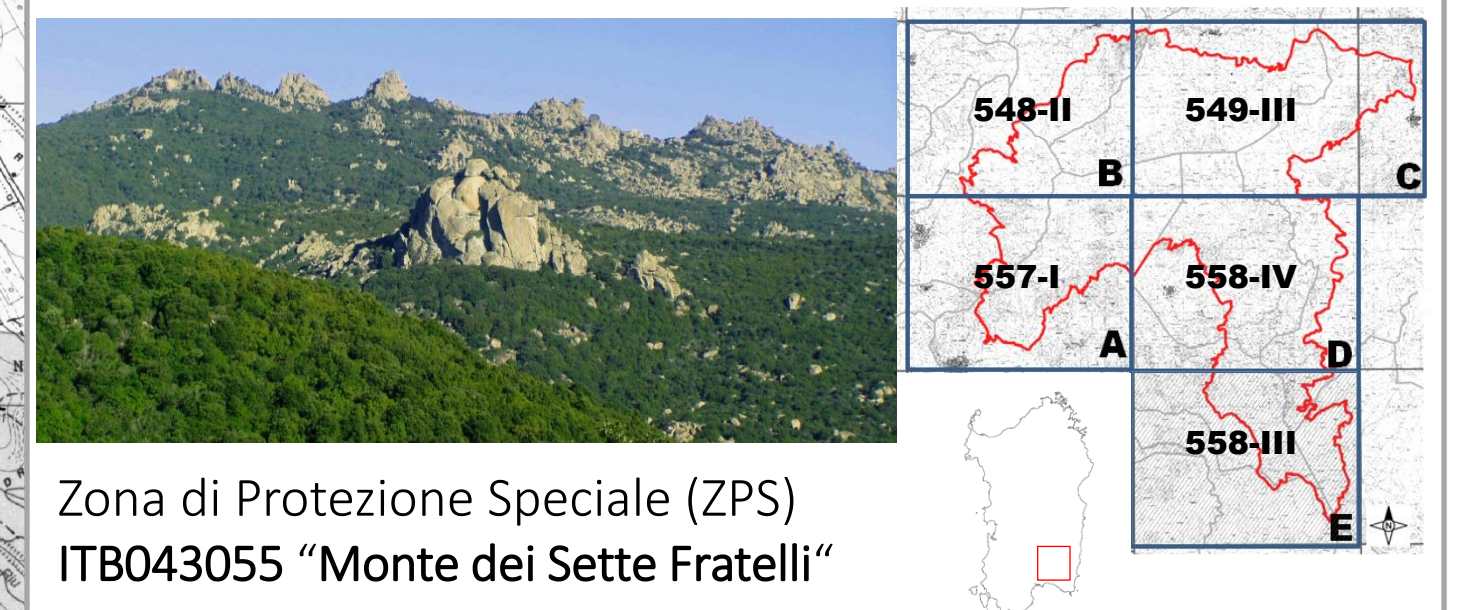 548-II
549-III
B
C
557-I
558-IV
A
D
558-III
E
N
Zona di Protezione Speciale (ZPS)
ITB043055 “Monte dei Sette Fratelli“